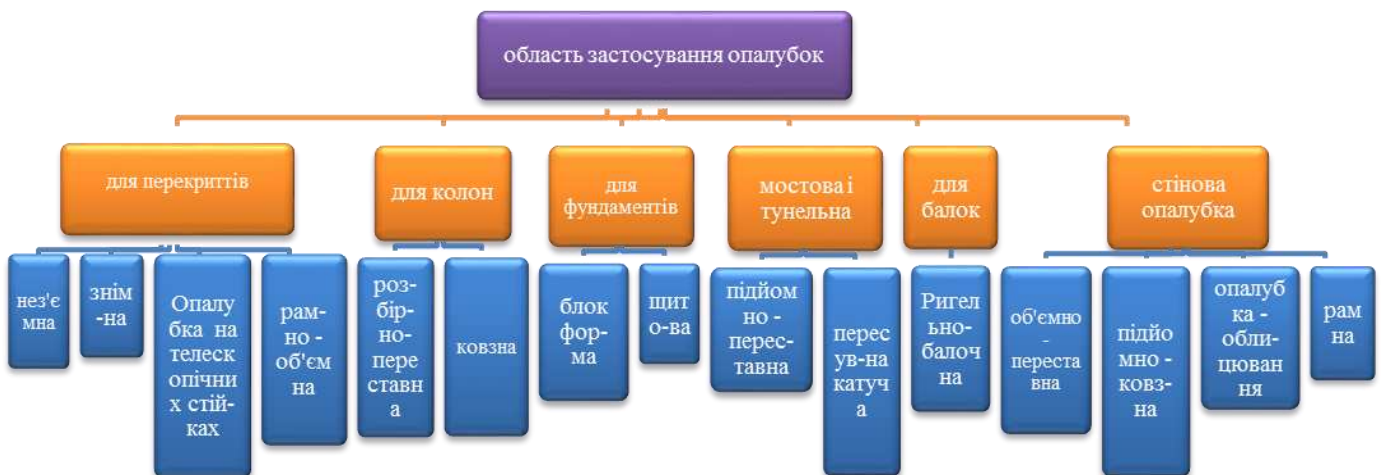 область застосування опалубок
для перекриттів
для колон
для
фундаментів
мостова і
тунельна
для
балок
стінова
опалубка
нез'є
мна
знім
-на
Опалу
бка на
телеск
опічни
х стій-
ках
рам-
но -
об'єм
на
роз-
бір-
но-
пере
ставн
а
ковзна
блок
фор-
ма
щит
о-ва
підйом
но -
перес-
тавна
перес
ув-на
катуч
а
Ригел
ьно-
балоч
на
об'ємно
-
переста
вна
підй
омно -
ковз-
на
опалуб
ка -
обли-
цюван
ня
рам
на